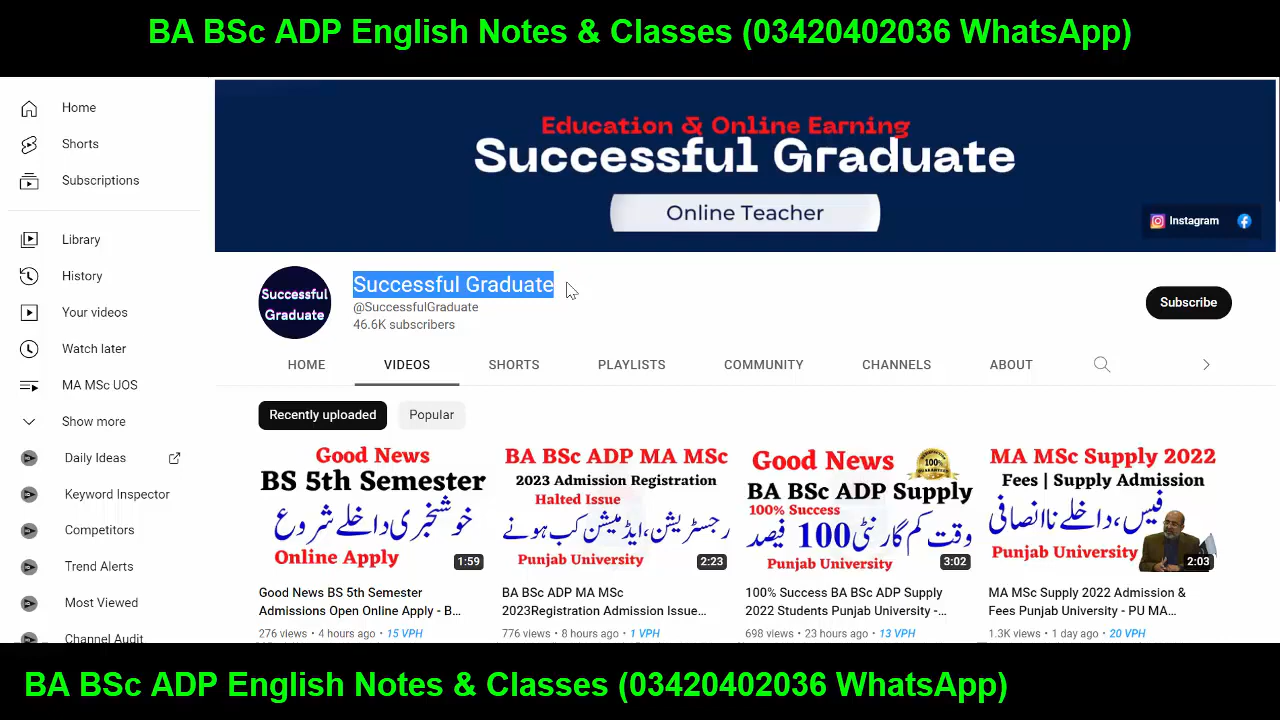 BA BSc ADP English Notes & Classes (03420402036 WhatsApp)
Home
Shorts
Subscriptions
Library
History
Your videos
Watch later
MA MSc UOS
Show more
Daily Ideas
Keyword Inspector
Competitors
Trend Alerts
Most Viewed
Channel Audit
Education & Online Earning
Successful Graduate
Online Teacher
Instagram
Successful
Graduate
Successful Graduate
@SuccessfulGraduate
46.6K subscribers
Subscribe
HOME VIDEOS SHORTS PLAYLISTS COMMUNITY CHANNELS ABOUT
Recently uploaded Popular
Good News
BS 5th Semester
خوشخبری داخلے شروع
Online Apply
1:59
Good News BS 5th Semester
Admissions Open Online Apply - B...
276 views • 4 hours ago • 15 VPH
BA BSc ADP MA MSc
2023 Admission Registration
Halted Issue
رجسٹریشن،ایڈمیشن کب ہونے
Punjab University
2:23
BA BSc ADP MA MSc
2023Registration Admission Issue...
776 views • 8 hours ago • 1 VPH
Good News
100%
BA BSc ADP Supply
100% Success
وقت کم گارنٹی 100 فیصد
Punjab University
3:02
100% Success BA BSc ADP Supply
2022 Students Punjab University -...
698 views • 23 hours ago • 13 VPH
MA MSc Supply 2022
Fees | Supply Admission
فیس،داخلے ناانصافی
Punjab University
2:03
MA MSc Supply 2022 Admission &
Fees Punjab University - PU MA...
1.3K views • 1 day ago • 20 VPH
BA BSc ADP English Notes & Classes (03420402036 WhatsApp)